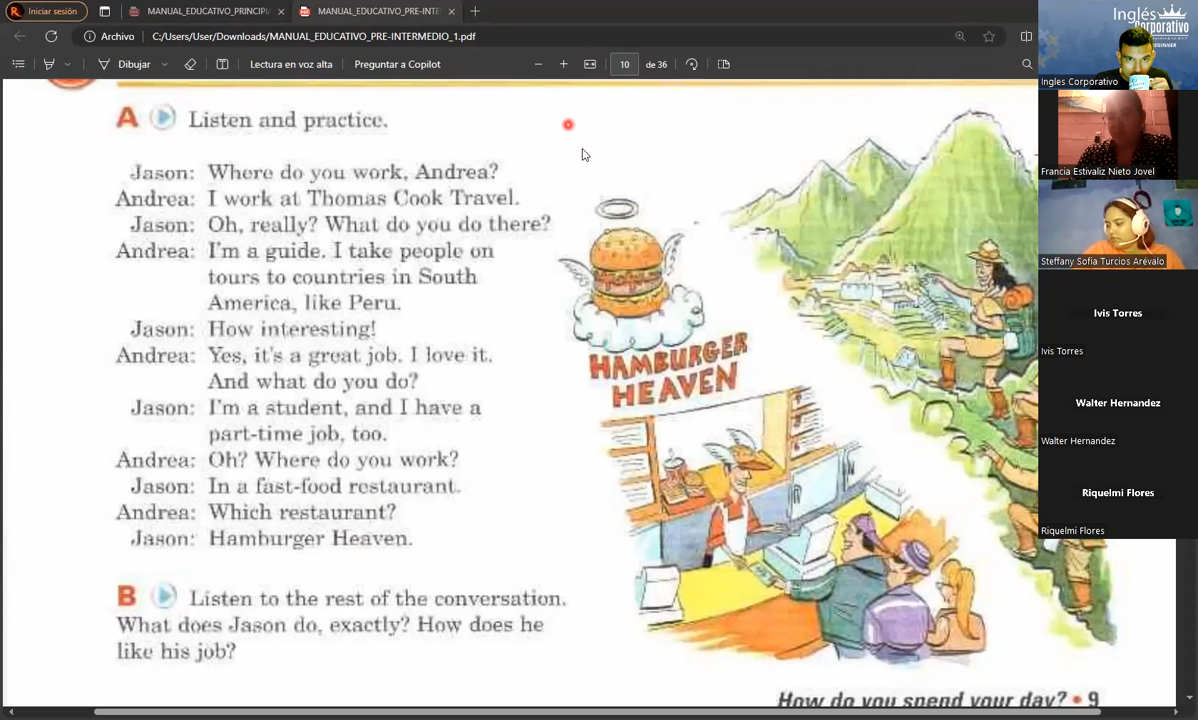 Iniciar sesión
MANUAL_EDUCATIVO_PRINCIPI
MANUAL_EDUCATIVO_PRE-INTE
Archivo
C:/Users/User/Downloads/MANUAL_EDUCATIVO_PRE-INTERMEDIO_1.pdf
Dibujar
Lectura en voz alta
Preguntar a Copilot
10
de 36
A Listen and practice.
Jason: Where do you work, Andrea?
Andrea: I work at Thomas Cook Travel.
Jason: Oh, really? What do you do there?
Andrea: I'm a guide. I take people on
tours to countries in South
America, like Peru.
Jason: How interesting!
Andrea: Yes, it's a great job. I love it.
And what do you do?
Jason: I'm a student, and I have a
part-time job, too.
Andrea: Oh? Where do you work?
Jason: In a fast-food restaurant.
Andrea: Which restaurant?
Jason: Hamburger Heaven.
B Listen to the rest of the conversation.
What does Jason do, exactly? How does he
like his job?
HAMBURGER
HEAVEN
How do you spend your day? • 9
Inglés
Corporativo
BEGINNER
Ingles Corporativo
Francia Estivaliz Nieto Jovel
Steffany Sofia Turcios Arévalo
Ivis Torres
Ivis Torres
Walter Hernandez
Walter Hernandez
Riquelmi Flores
Riquelmi Flores